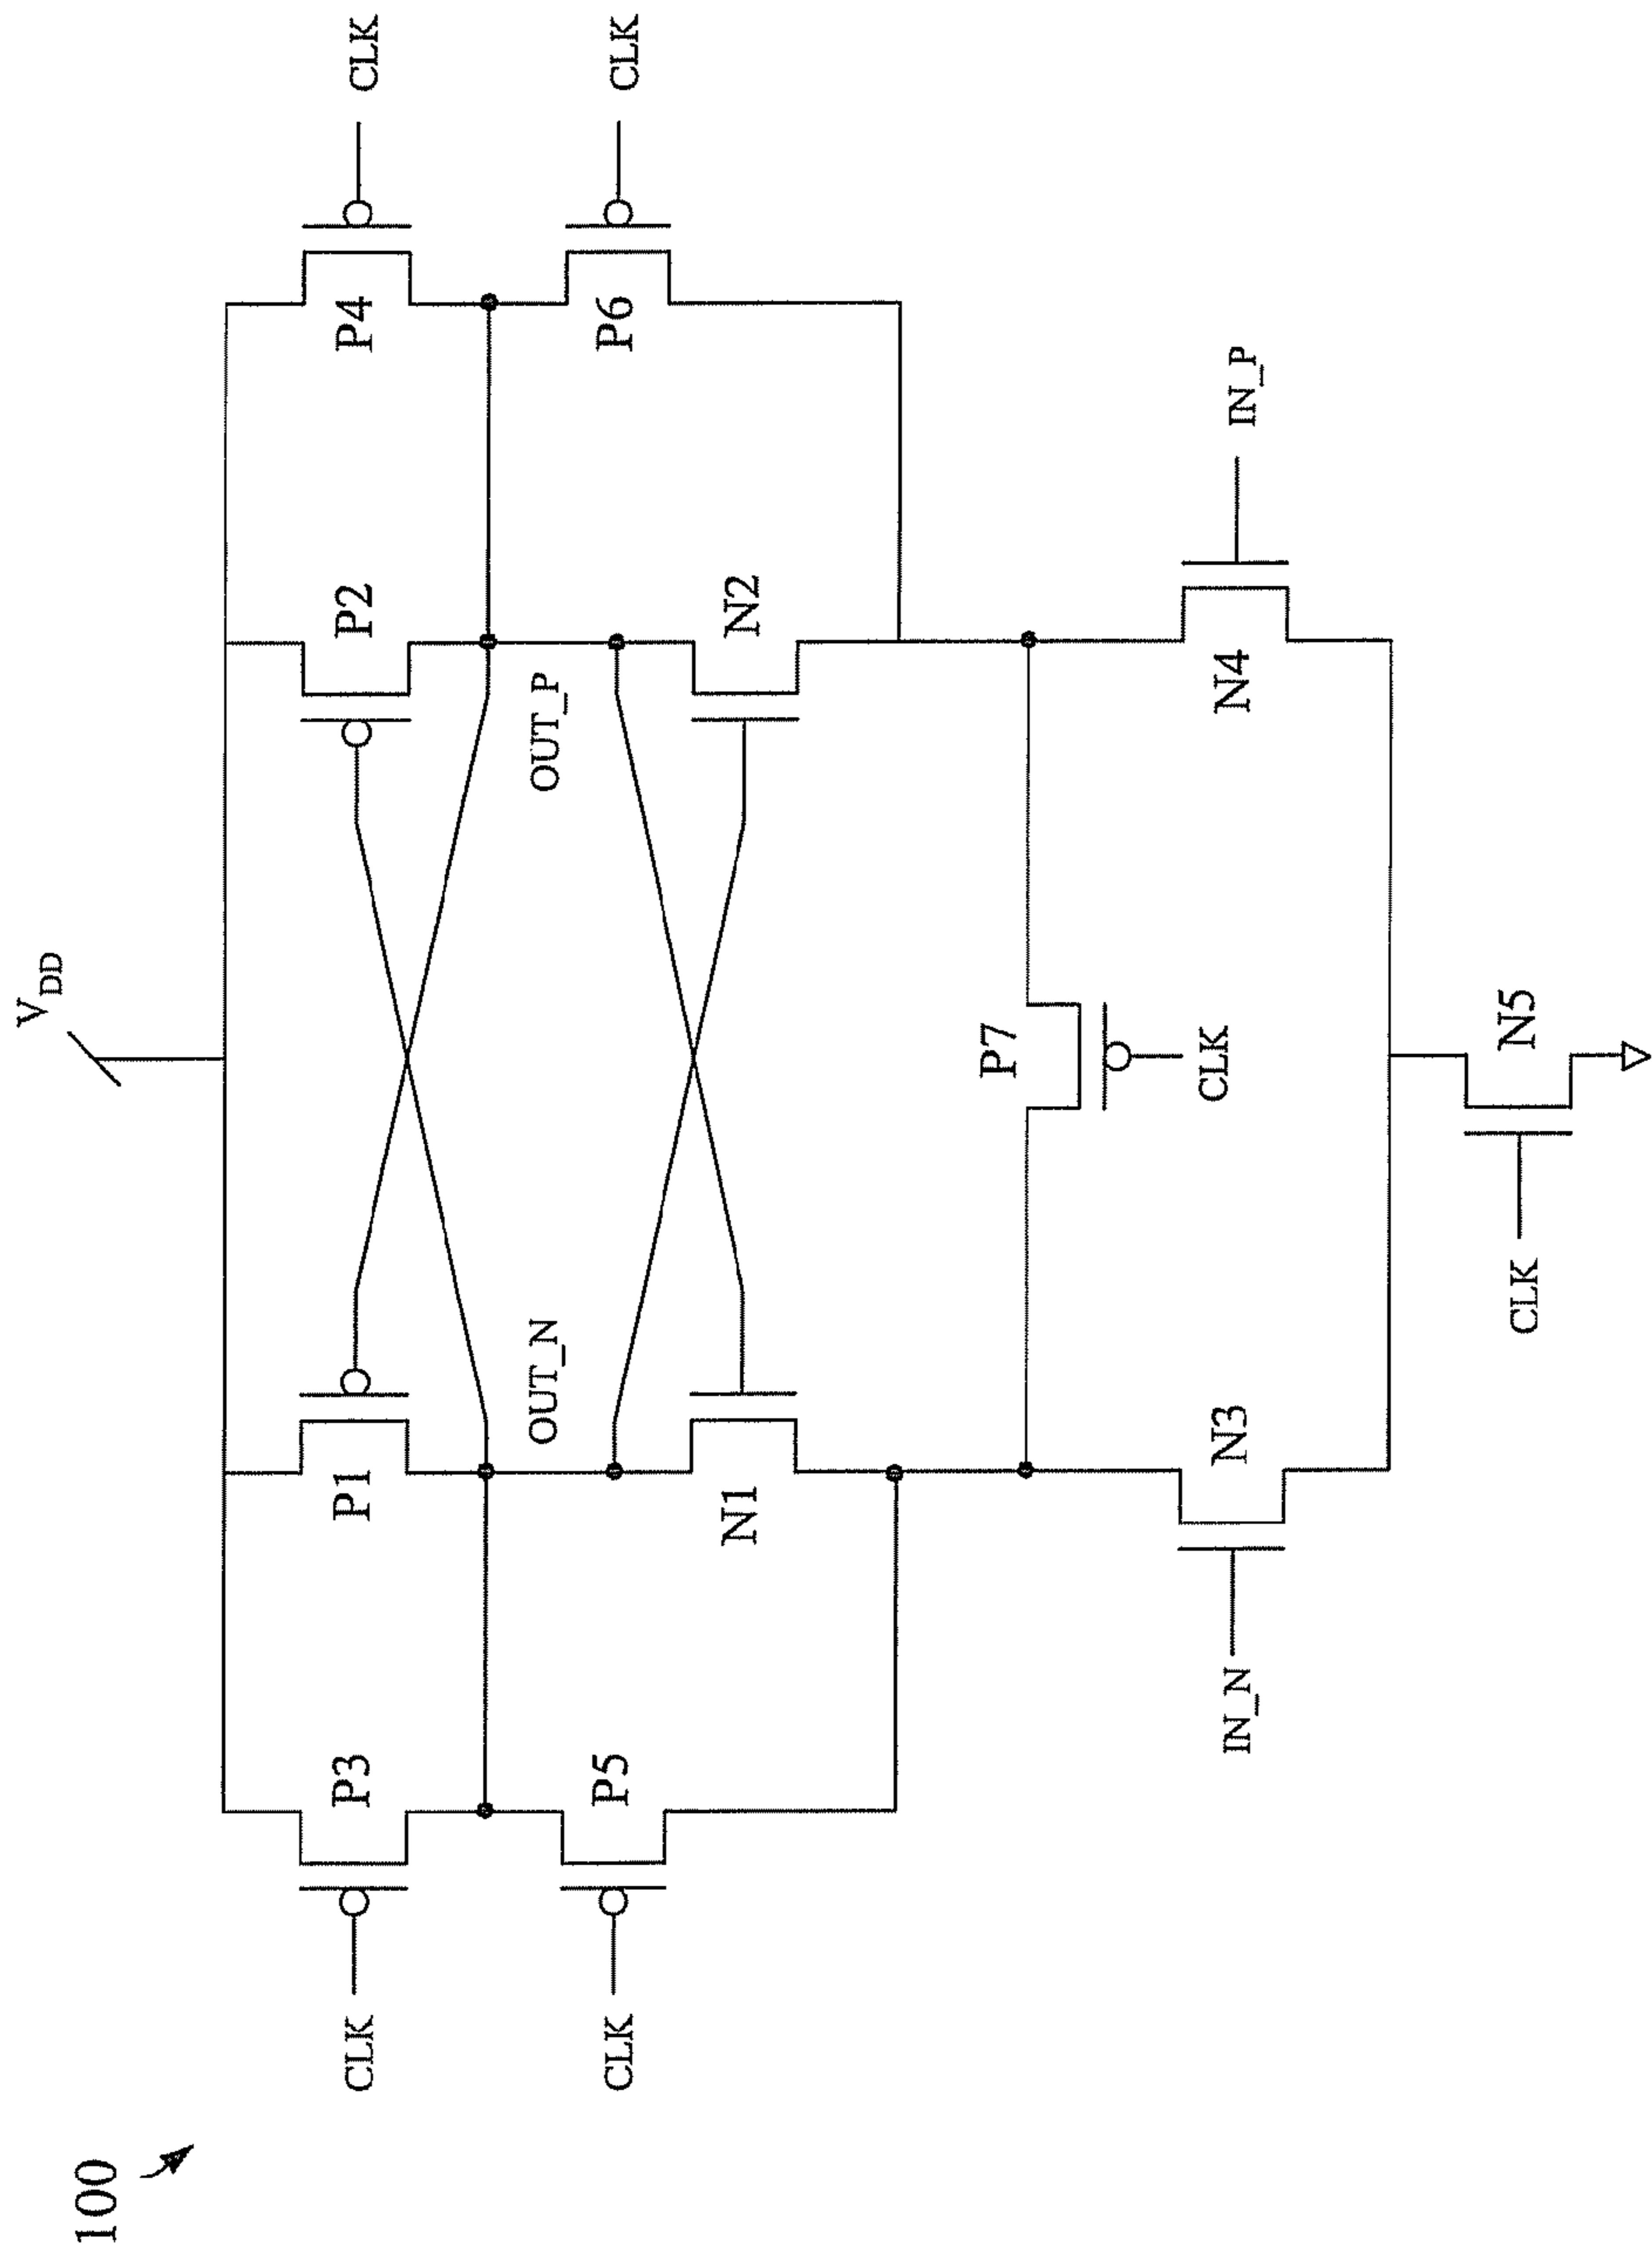 100
V_DD
CLK
P3
P1
P2
P4
CLK
OUT_N
OUT_P
CLK
P5
N1
N2
P6
CLK
P7
CLK
IN_N
N3
N4
IN_P
CLK
N5